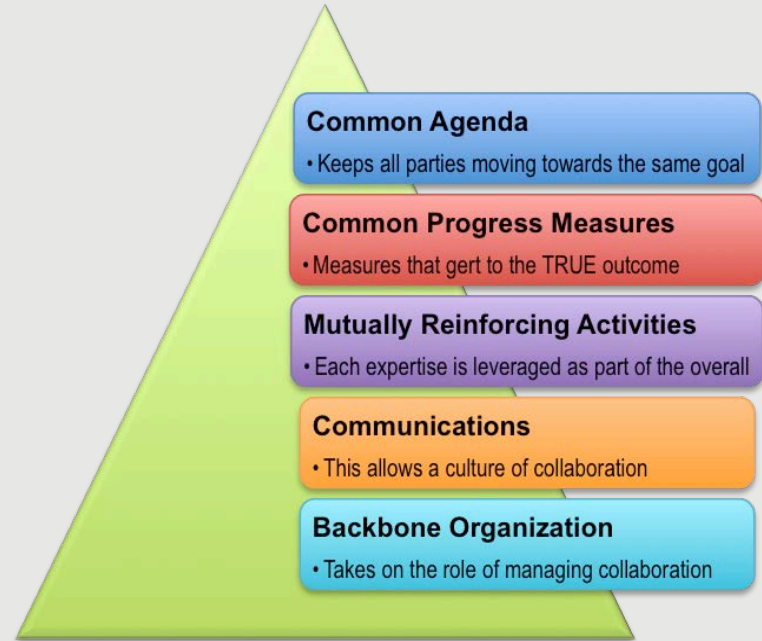 Common Agenda
• Keeps all parties moving towards the same goal
Common Progress Measures
• Measures that gert to the TRUE outcome
Mutually Reinforcing Activities
• Each expertise is leveraged as part of the overall
Communications
• This allows a culture of collaboration
Backbone Organization
• Takes on the role of managing collaboration